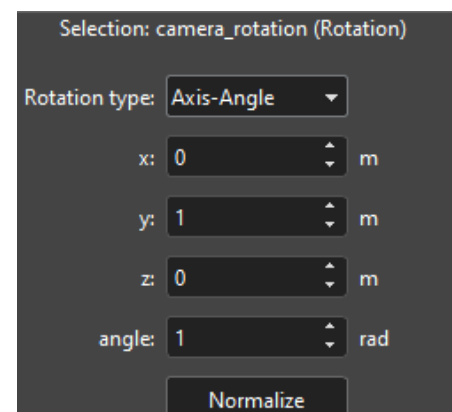 Selection: camera_rotation (Rotation)
Rotation type: Axis-Angle
x: 0 m
y: 1 m
z: 0 m
angle: 1 rad
Normalize